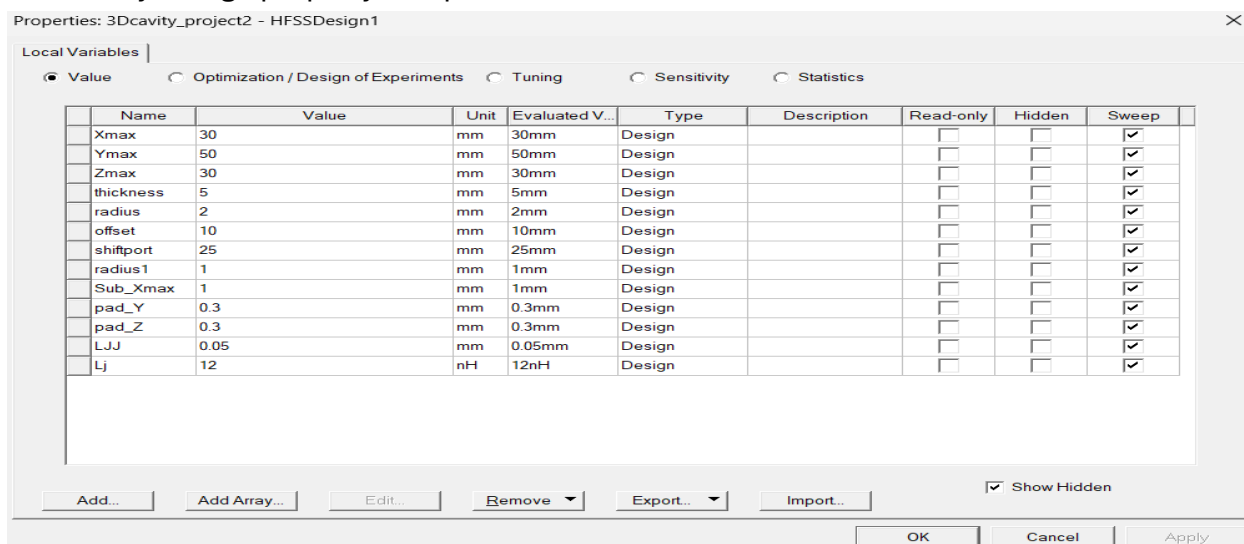 Properties: 3Dcavity_project2 - HFSSDesign1
Local Variables
Value Optimization / Design of Experiments Tuning Sensitivity Statistics
Name Value Unit Evaluated V... Type Description Read-only Hidden Sweep
Xmax 30 mm 30mm Design
Ymax 50 mm 50mm Design
Zmax 30 mm 30mm Design
thickness 5 mm 5mm Design
radius 2 mm 2mm Design
offset 10 mm 10mm Design
shiftport 25 mm 25mm Design
radius1 1 mm 1mm Design
Sub_Xmax 1 mm 1mm Design
pad_Y 0.3 mm 0.3mm Design
pad_Z 0.3 mm 0.3mm Design
LJJ 0.05 mm 0.05mm Design
Lj 12 nH 12nH Design
Show Hidden
Add... Add Array... Edit... Remove Export... Import...
OK Cancel Apply